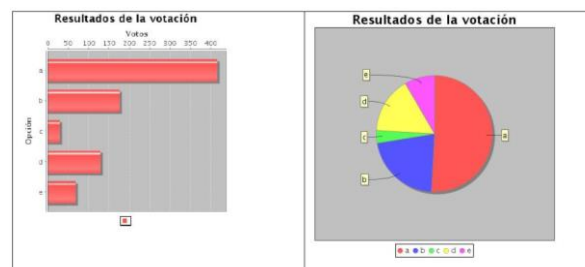 Resultados de la votación
Votos
0 50 100 150 200 250 300 350 400
Opción
a
b
c
d
e
Resultados de la votación
e
d
c
b
a
a b c d e